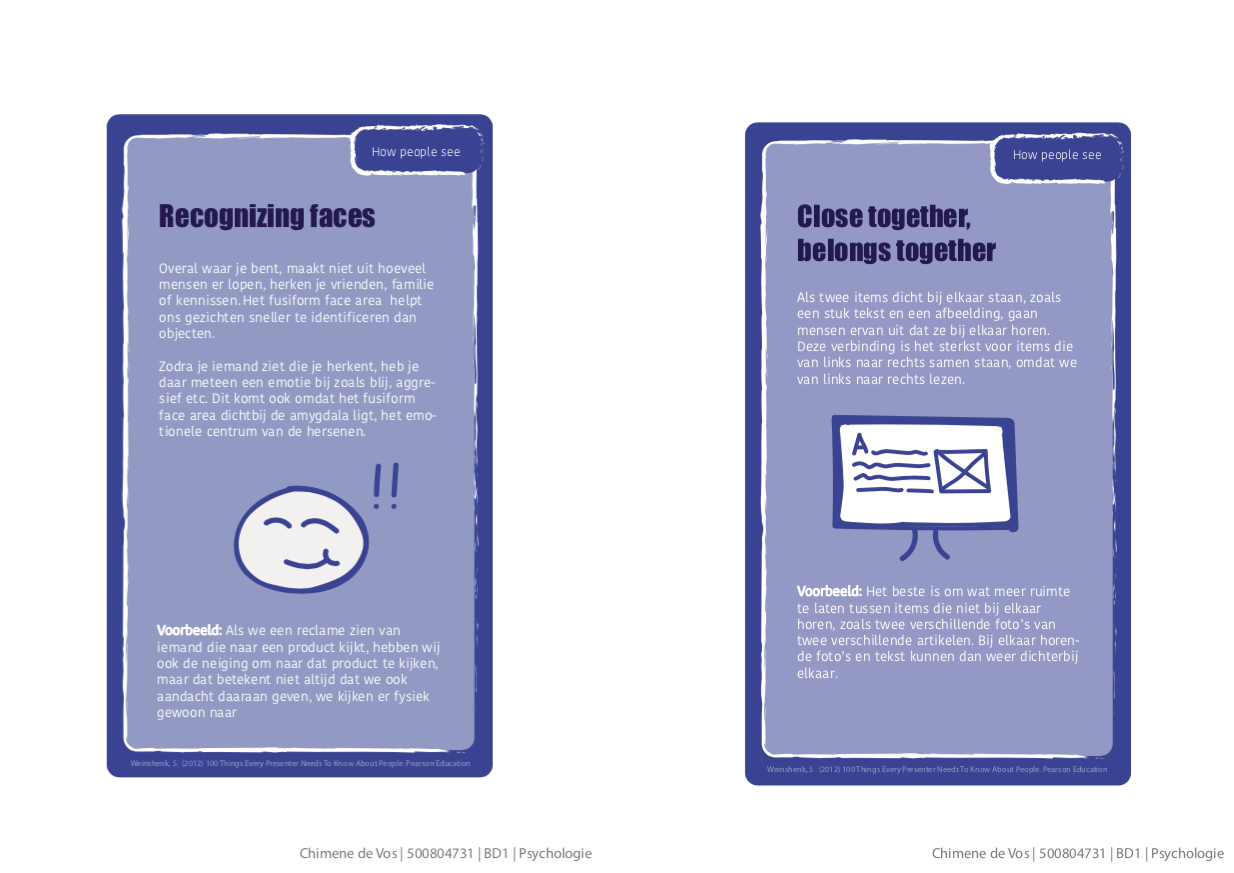 How people see
Recognizing faces
Overal waar je bent, maakt niet uit hoeveel
mensen er lopen, herken je vrienden, familie
of kennissen. Het fusiform face area helpt
ons gezichten sneller te identificeren dan
objecten.
Zodra je iemand ziet die je herkent, heb je
daar meteen een emotie bij zoals blij, aggre-
sief etc. Dit komt ook omdat het fusiform
face area dichtbij de amygdala ligt, het emo-
tionele centrum van de hersenen.
!!
Voorbeeld: Als we een reclame zien van
iemand die naar een product kijkt, hebben wij
ook de neiging om naar dat product te kijken,
maar dat betekent niet altijd dat we ook
aandacht daaraan geven, we kijken er fysiek
gewoon naar
Weinshenk, S. (2012) 100 Things Every Presenter Needs To Know About People. Pearson Education
Chimene de Vos | 500804731 | BD1 | Psychologie
How people see
Close together,
belongs together
Als twee items dicht bij elkaar staan, zoals
een stuk tekst en een afbeelding, gaan
mensen ervan uit dat ze bij elkaar horen.
Deze verbinding is het sterkst voor items die
van links naar rechts samen staan, omdat we
van links naar rechts lezen.
A
Voorbeeld: Het beste is om wat meer ruimte
te laten tussen items die niet bij elkaar
horen, zoals twee verschillende foto's van
twee verschillende artikelen. Bij elkaar horen-
de foto's en tekst kunnen dan weer dichterbij
elkaar.
Weinshenk, S. (2012) 100 Things Every Presenter Needs To Know About People. Pearson Education
Chimene de Vos | 500804731 | BD1 | Psychologie